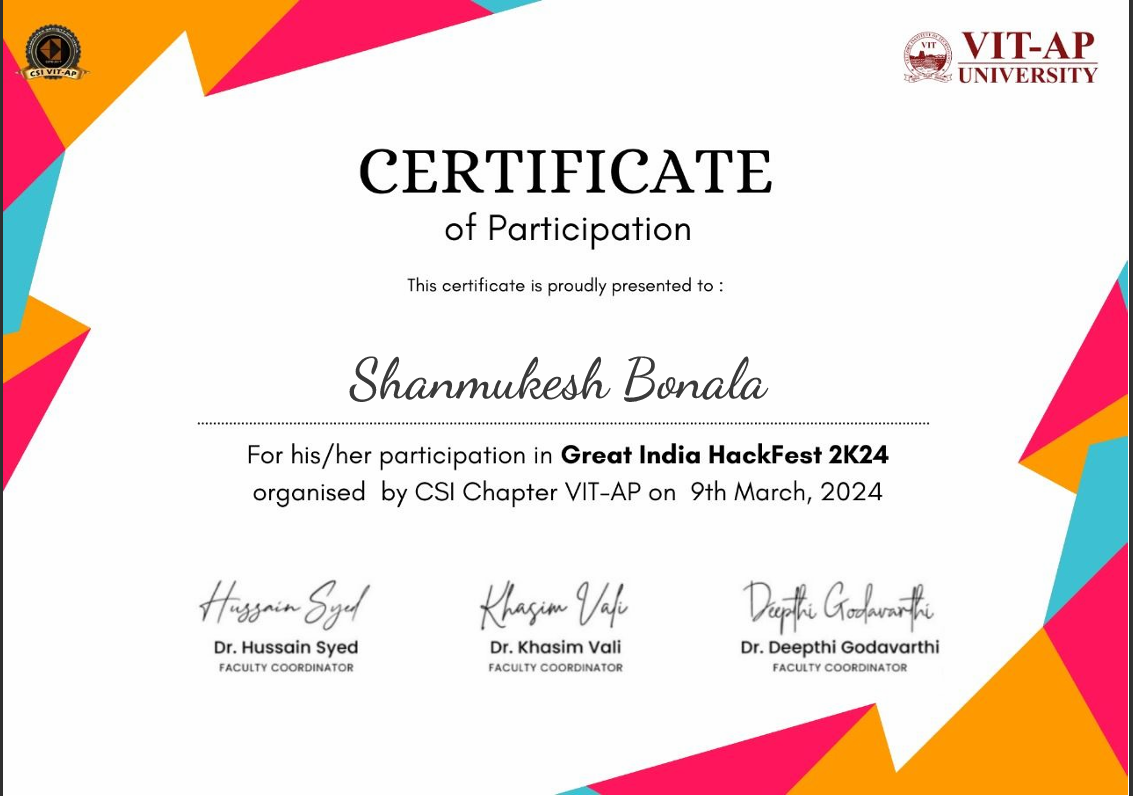 CSI VIT-AP
VIT
VIT-AP
UNIVERSITY
CERTIFICATE
of Participation
This certificate is proudly presented to :
Shanmukesh Bonala
For his/her participation in Great India HackFest 2K24
organised by CSI Chapter VIT-AP on 9th March, 2024
Hussain Syed
Khasim Vali
Deepthi Godavarthi
Dr. Hussain Syed
Dr. Khasim Vali
Dr. Deepthi Godavarthi
FACULTY COORDINATOR
FACULTY COORDINATOR
FACULTY COORDINATOR